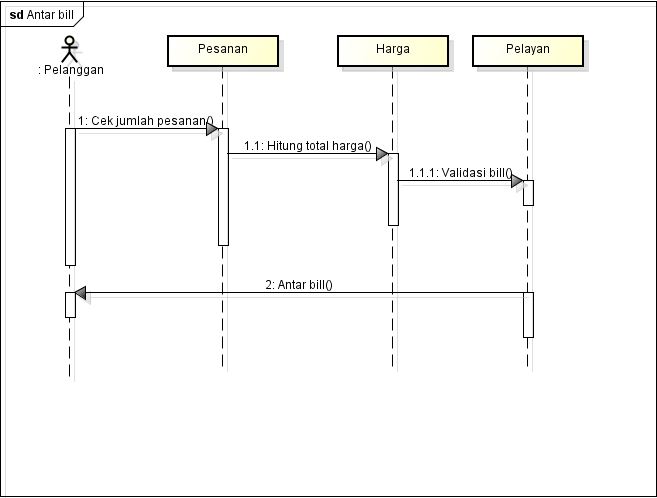 sd Antar bill
: Pelanggan
Pesanan
Harga
Pelayan
1: Cek jumlah pesanan()
1.1: Hitung total harga()
1.1.1: Validasi bill()
2: Antar bill()